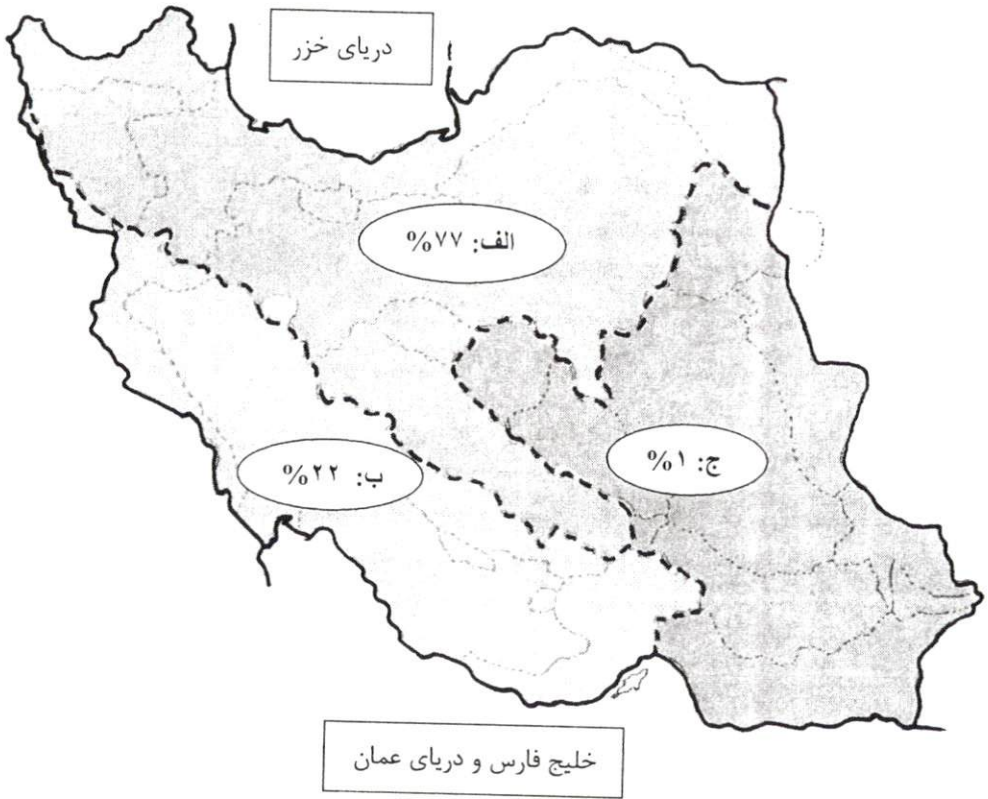 دریای خزر
الف: ۷۷%
ج: ۱%
ب: ۲۲%
خلیج فارس و دریای عمان